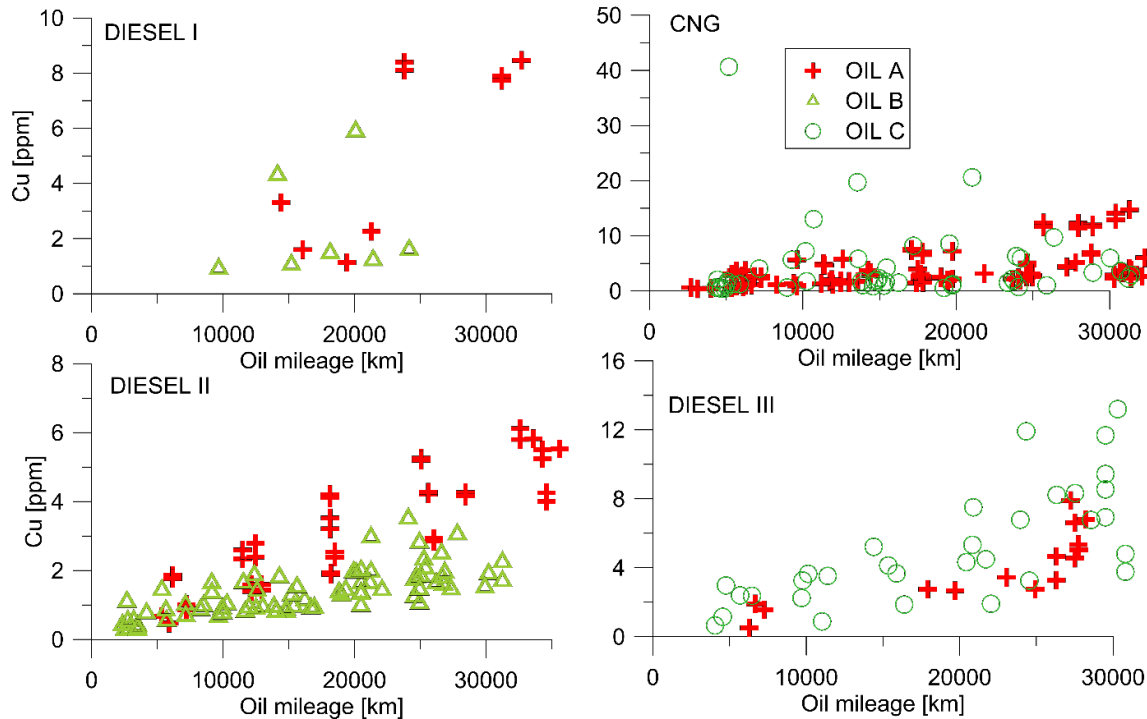 DIESEL I
Cu [ppm]
10
8
6
4
2
0
0 10000 20000 30000
Oil mileage [km]
CNG
OIL A
OIL B
OIL C
50
40
30
20
10
0
0 10000 20000 30000
Oil mileage [km]
DIESEL II
Cu [ppm]
8
6
4
2
0
0 10000 20000 30000
Oil mileage [km]
DIESEL III
16
12
8
4
0
0 10000 20000 30000
Oil mileage [km]